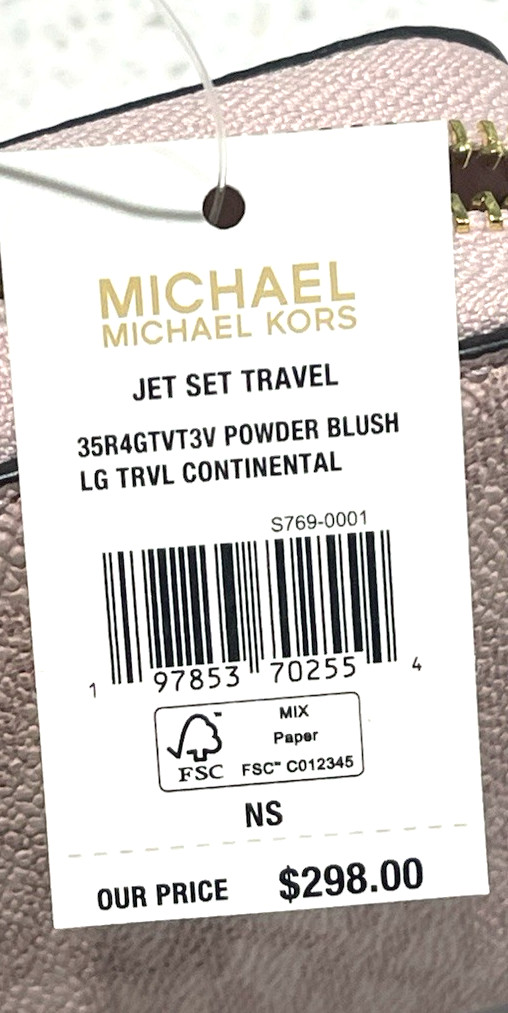 MICHAEL
MICHAEL KORS
JET SET TRAVEL
35R4GTVT3V POWDER BLUSH
LG TRVL CONTINENTAL
S769-0001
1 97853 70255 4
MIX
Paper
FSC™ C012345
FSC
NS
OUR PRICE $298.00